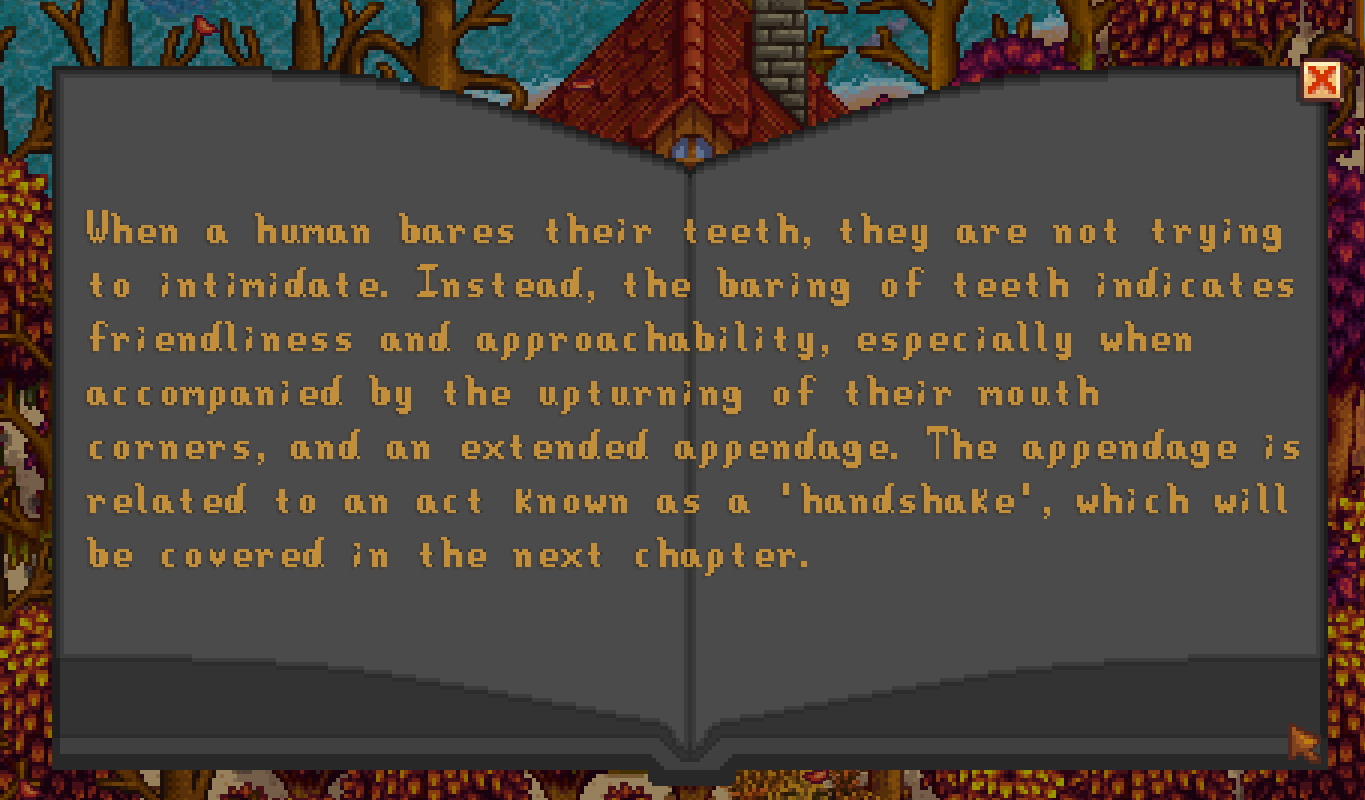 When a human bares their teeth, they are not trying
to intimidate. Instead, the baring of teeth indicates
friendliness and approachability, especially when
accompanied by the upturning of their mouth
corners, and an extended appendage. The appendage is
related to an act known as a 'handshake', which will
be covered in the next chapter.